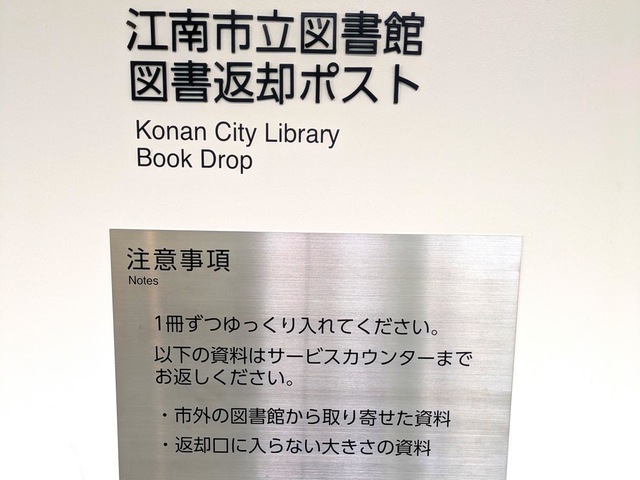 江南市立図書館
図書返却ポスト
Konan City Library
Book Drop
注意事項
Notes
1冊ずつゆっくり入れてください。
以下の資料はサービスカウンターまで
お返しください。
・市外の図書館から取り寄せた資料
・返却口に入らない大きさの資料